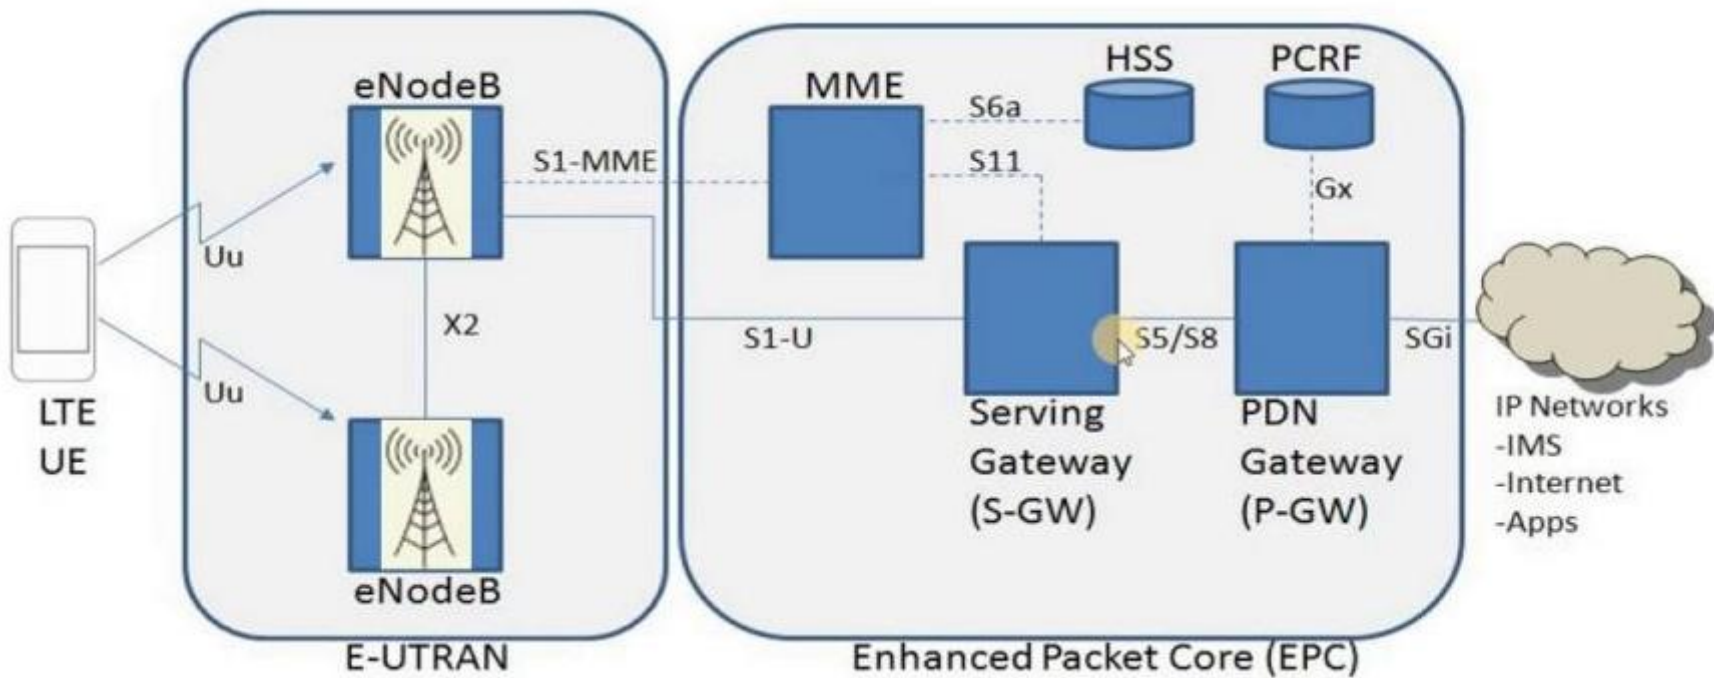 eNodeB
MME
HSS
PCRF
S6a
S1-MME
S11
Gx
Uu
X2
S1-U
S5/S8
SGi
Uu
LTE
UE
Serving
Gateway
(S-GW)
PDN
Gateway
(P-GW)
IP Networks
-IMS
-Internet
-Apps
eNodeB
E-UTRAN
Enhanced Packet Core (EPC)